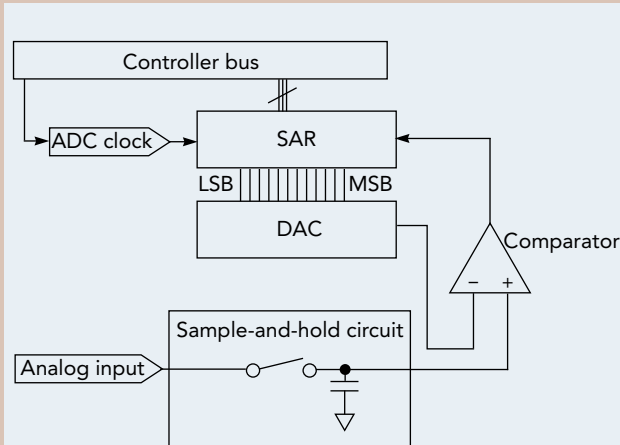 Controller bus
ADC clock
SAR
LSB
MSB
DAC
Comparator
− +
Sample-and-hold circuit
Analog input